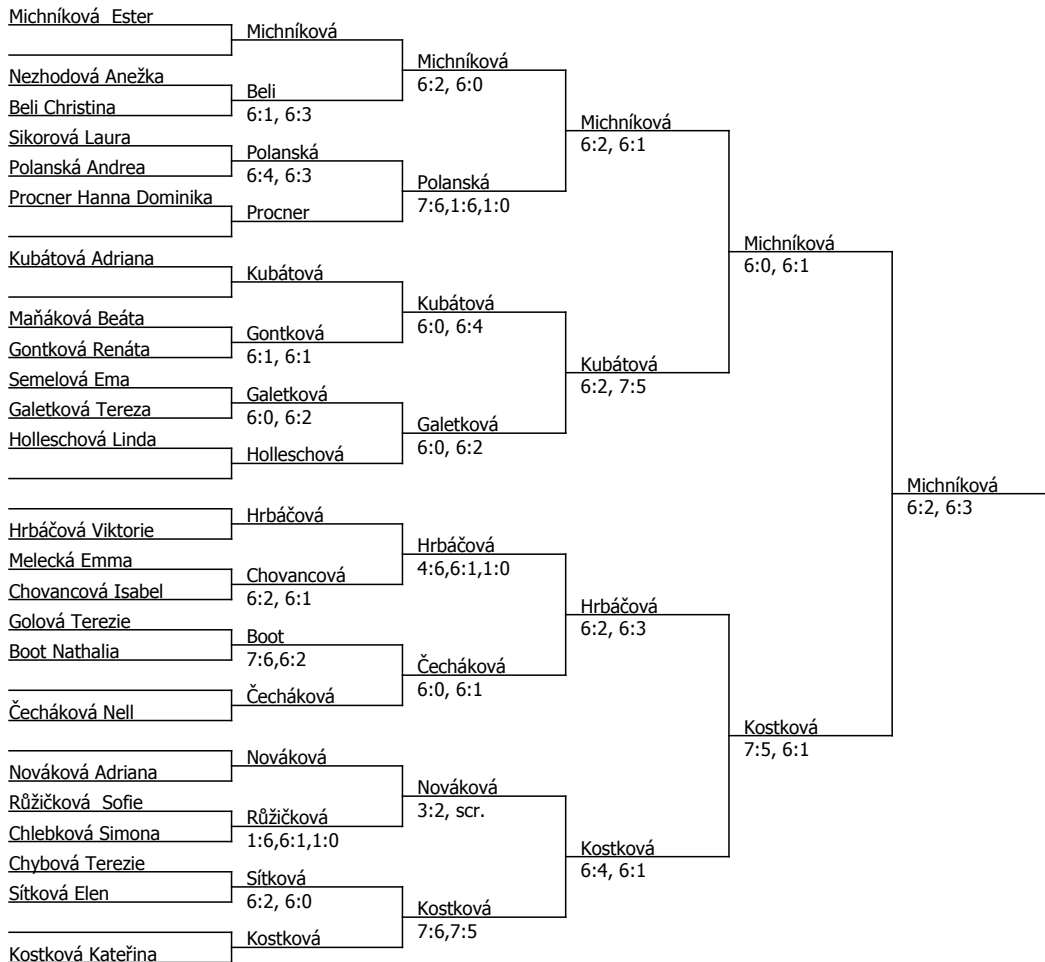 Michníková  Ester
Michníková
Michníková
6:2, 6:0
Nezhodová Anežka
Beli
Beli Christina
6:1, 6:3
Michníková
6:2, 6:1
Sikorová Laura
Polanská
Polanská Andrea
6:4, 6:3
Polanská
7:6,1:6,1:0
Procner Hanna Dominika
Procner
Michníková
6:0, 6:1
Kubátová Adriana
Kubátová
Kubátová
6:0, 6:4
Maňáková Beáta
Gontková
Gontková Renáta
6:1, 6:1
Kubátová
6:2, 7:5
Semelová Ema
Galetková
Galetková Tereza
6:0, 6:2
Galetková
6:0, 6:2
Holleschová Linda
Holleschová
Michníková
6:2, 6:3
Hrbáčová
Hrbáčová Viktorie
Hrbáčová
4:6,6:1,1:0
Melecká Emma
Chovancová
Chovancová Isabel
6:2, 6:1
Hrbáčová
6:2, 6:3
Golová Terezie
Boot
Boot Nathalia
7:6,6:2
Čecháková
6:0, 6:1
Čecháková
Čecháková Nell
Kostková
7:5, 6:1
Nováková
Nováková Adriana
Nováková
3:2, scr.
Růžičková  Sofie
Růžičková
Chlebková Simona
1:6,6:1,1:0
Kostková
6:4, 6:1
Chybová Terezie
Sítková
Sítková Elen
6:2, 6:0
Kostková
7:6,7:5
Kostková
Kostková Kateřina